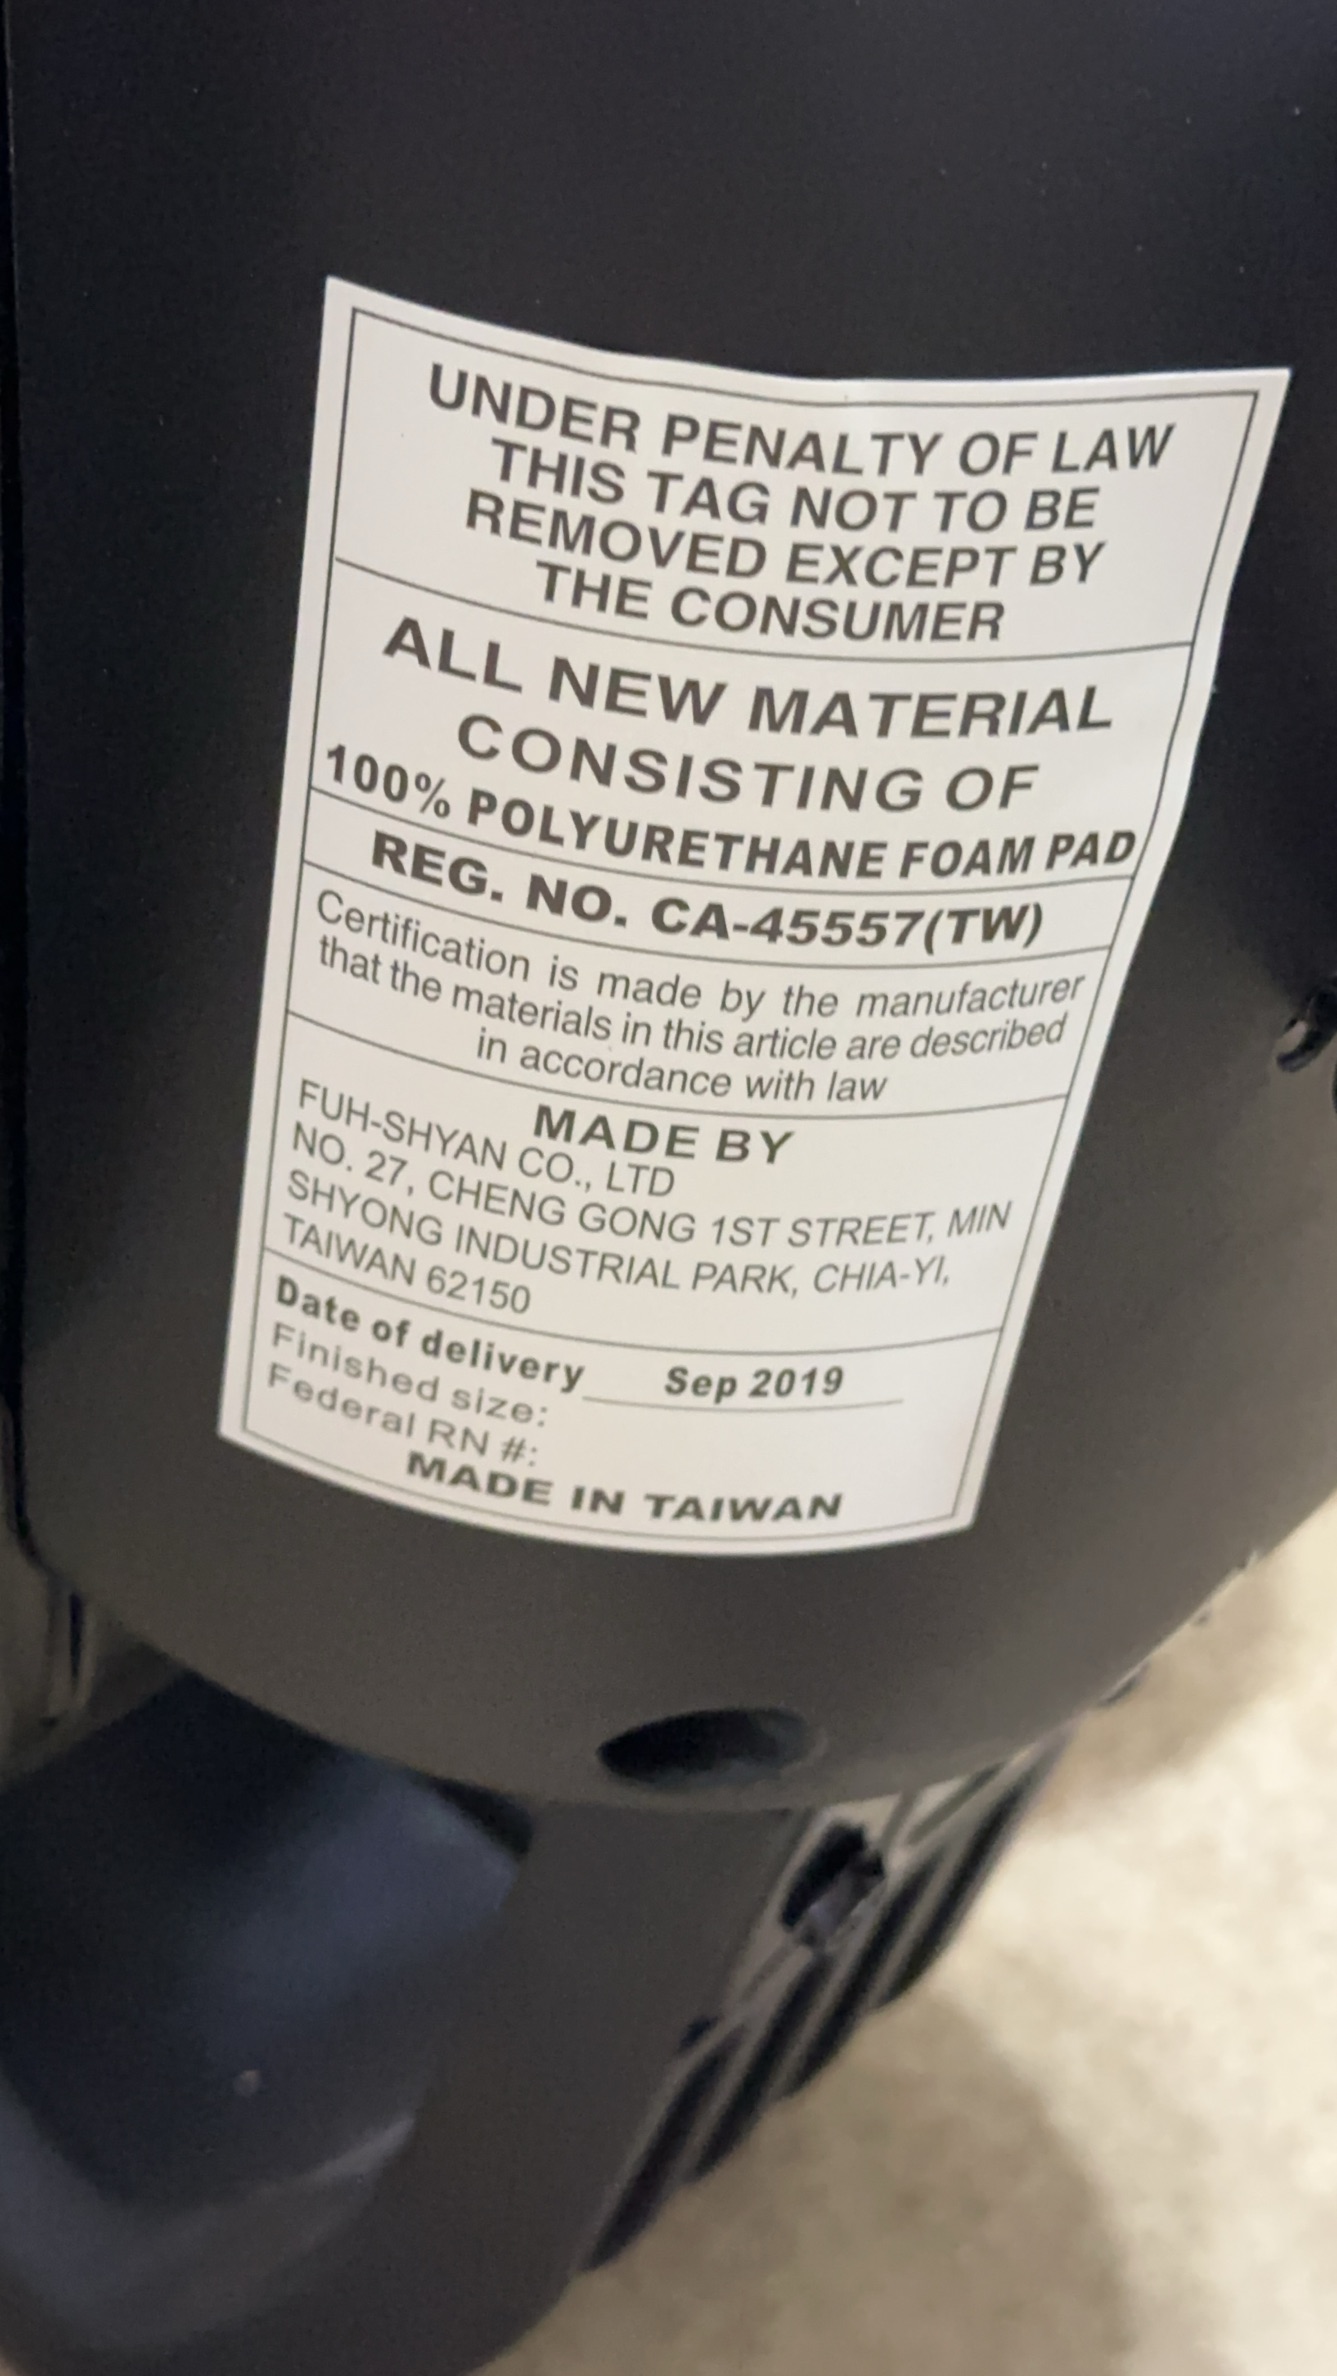 UNDER PENALTY OF LAW
THIS TAG NOT TO BE
REMOVED EXCEPT BY
THE CONSUMER
ALL NEW MATERIAL
CONSISTING OF
100% POLYURETHANE FOAM PAD
REG. NO. CA-45557(TW)
Certification is made by the manufacturer
that the materials in this article are described
in accordance with law
MADE BY
FUH-SHYAN CO., LTD
NO. 27, CHENG GONG 1ST STREET, MIN
SHYONG INDUSTRIAL PARK, CHIA-YI,
TAIWAN 62150
Date of delivery Sep 2019
Finished size:
Federal RN #:
MADE IN TAIWAN